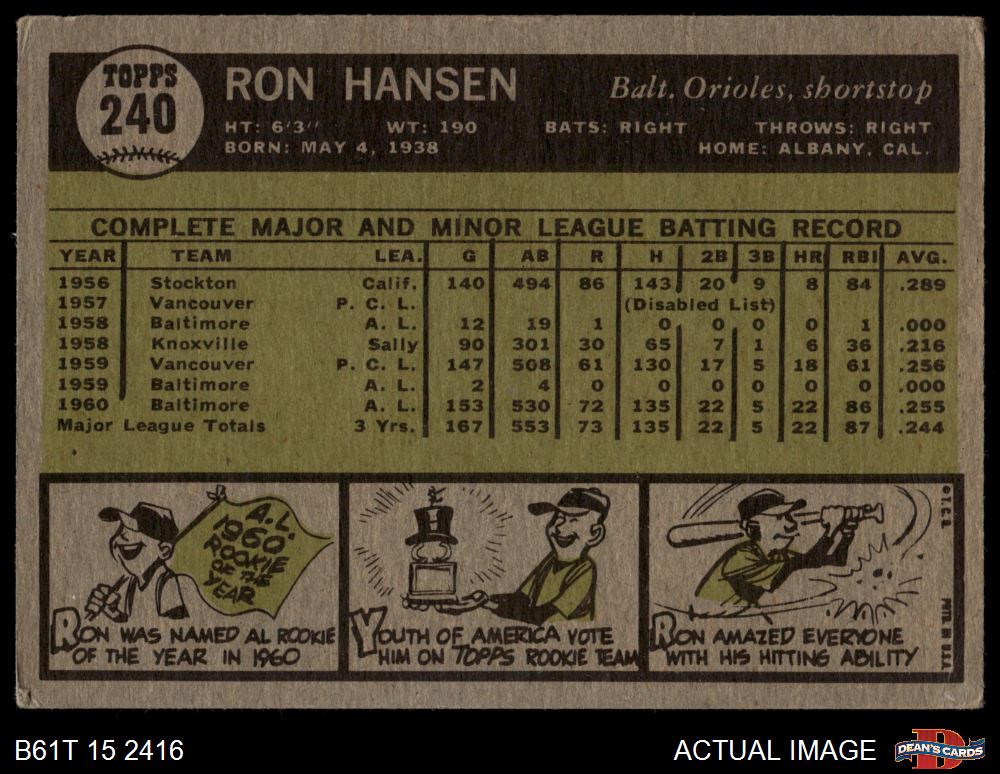 TOPPS
240
RON HANSEN
Balt. Orioles, shortstop
HT: 6'3" WT: 190 BATS: RIGHT THROWS: RIGHT
BORN: MAY 4, 1938 HOME: ALBANY, CAL.
COMPLETE MAJOR AND MINOR LEAGUE BATTING RECORD
YEAR TEAM LEA. G AB R H 2B 3B HR RBI AVG.
1956 Stockton Calif. 140 494 86 143 20 9 8 84 .289
1957 Vancouver P. C. L. (Disabled List)
1958 Baltimore A. L. 12 19 1 0 0 0 0 1 .000
1958 Knoxville Sally 90 301 30 65 7 1 6 36 .216
1959 Vancouver P. C. L. 147 508 61 130 17 5 18 61 .256
1959 Baltimore A. L. 2 4 0 0 0 0 0 0 .000
1960 Baltimore A. L. 153 530 72 135 22 5 22 86 .255
Major League Totals 3 Yrs. 167 553 73 135 22 5 22 87 .244
A.L.
1960
ROOKIE
OF THE
YEAR
RON WAS NAMED AL ROOKIE
OF THE YEAR IN 1960
YOUTH OF AMERICA VOTE
HIM ON TOPPS ROOKIE TEAM
RON AMAZED EVERYONE
WITH HIS HITTING ABILITY
© T.C.G.
PRTD. IN U.S.A.
B61T 15 2416
ACTUAL IMAGE
D
DEAN'S CARDS